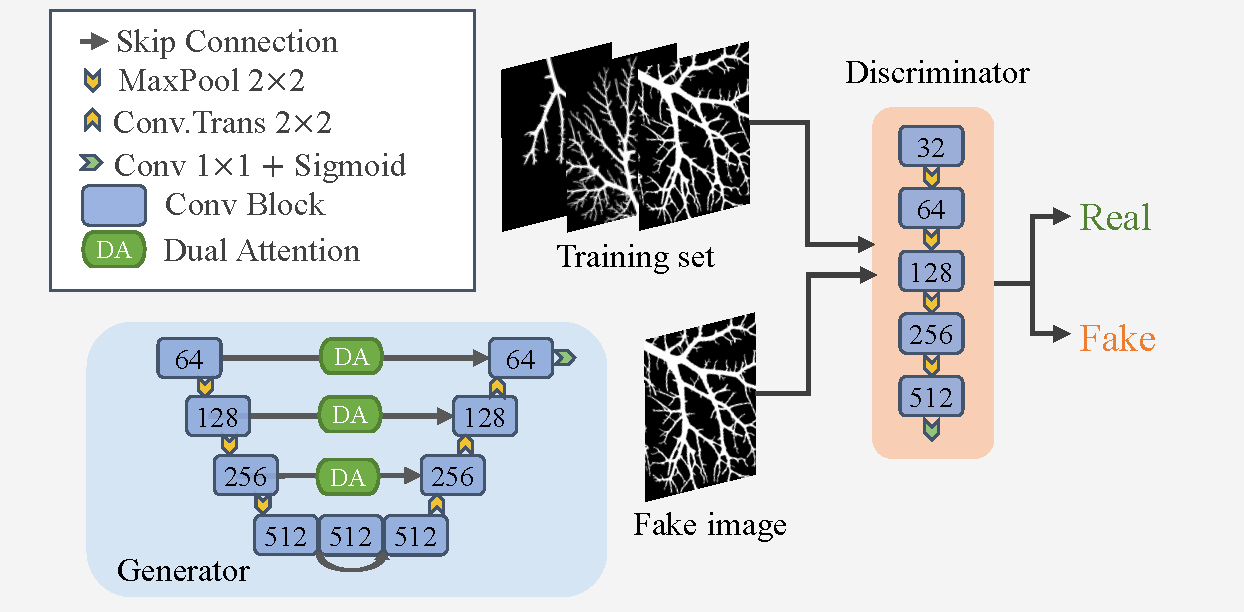 Skip Connection
MaxPool 2×2
Conv.Trans 2×2
Conv 1×1 + Sigmoid
Conv Block
DA Dual Attention
Training set
Fake image
Discriminator
32
64
128
256
512
Real
Fake
64 DA 64
128 DA 128
256 DA 256
512 512 512
Generator